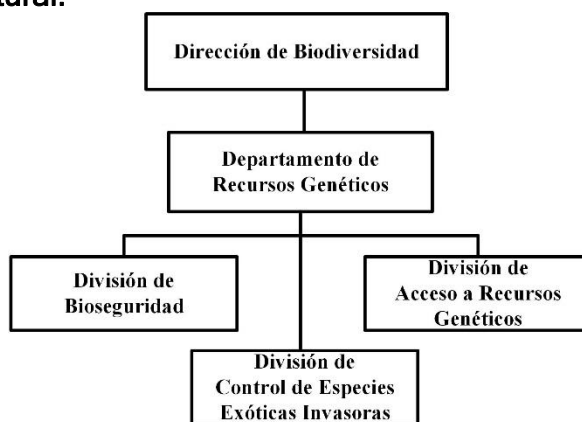 tural.
Dirección de Biodiversidad
Departamento de
Recursos Genéticos
División de
Bioseguridad
División de
Acceso a Recursos
Genéticos
División de
Control de Especies
Exóticas Invasoras